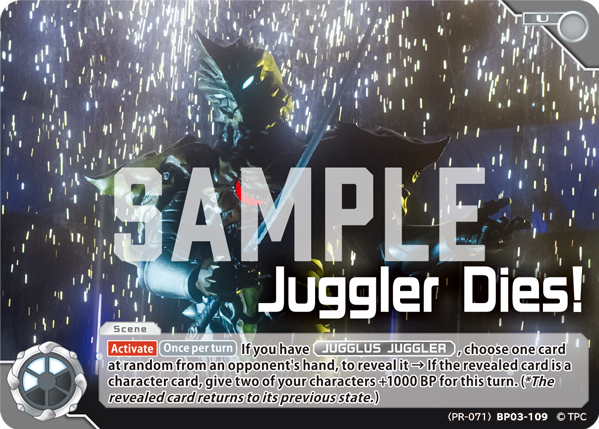 U
SAMPLE
Juggler Dies!
Scene
Activate Once per turn If you have JUGGLUS JUGGLER , choose one card
at random from an opponent's hand, to reveal it → If the revealed card is a
character card, give two of your characters +1000 BP for this turn. (*The
revealed card returns to its previous state.)
(PR-071) BP03-109 © TPC